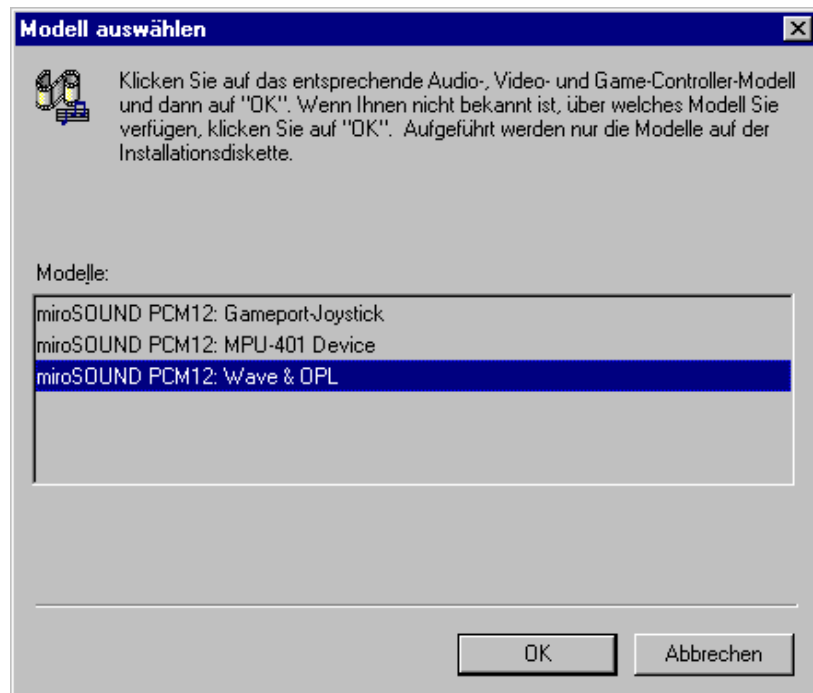 Modell auswählen
Klicken Sie auf das entsprechende Audio-, Video- und Game-Controller-Modell
und dann auf "OK". Wenn Ihnen nicht bekannt ist, über welches Modell Sie
verfügen, klicken Sie auf "OK".  Aufgeführt werden nur die Modelle auf der
Installationsdiskette.
Modelle:
miroSOUND PCM12: Gameport-Joystick
miroSOUND PCM12: MPU-401 Device
miroSOUND PCM12: Wave & OPL
OK Abbrechen